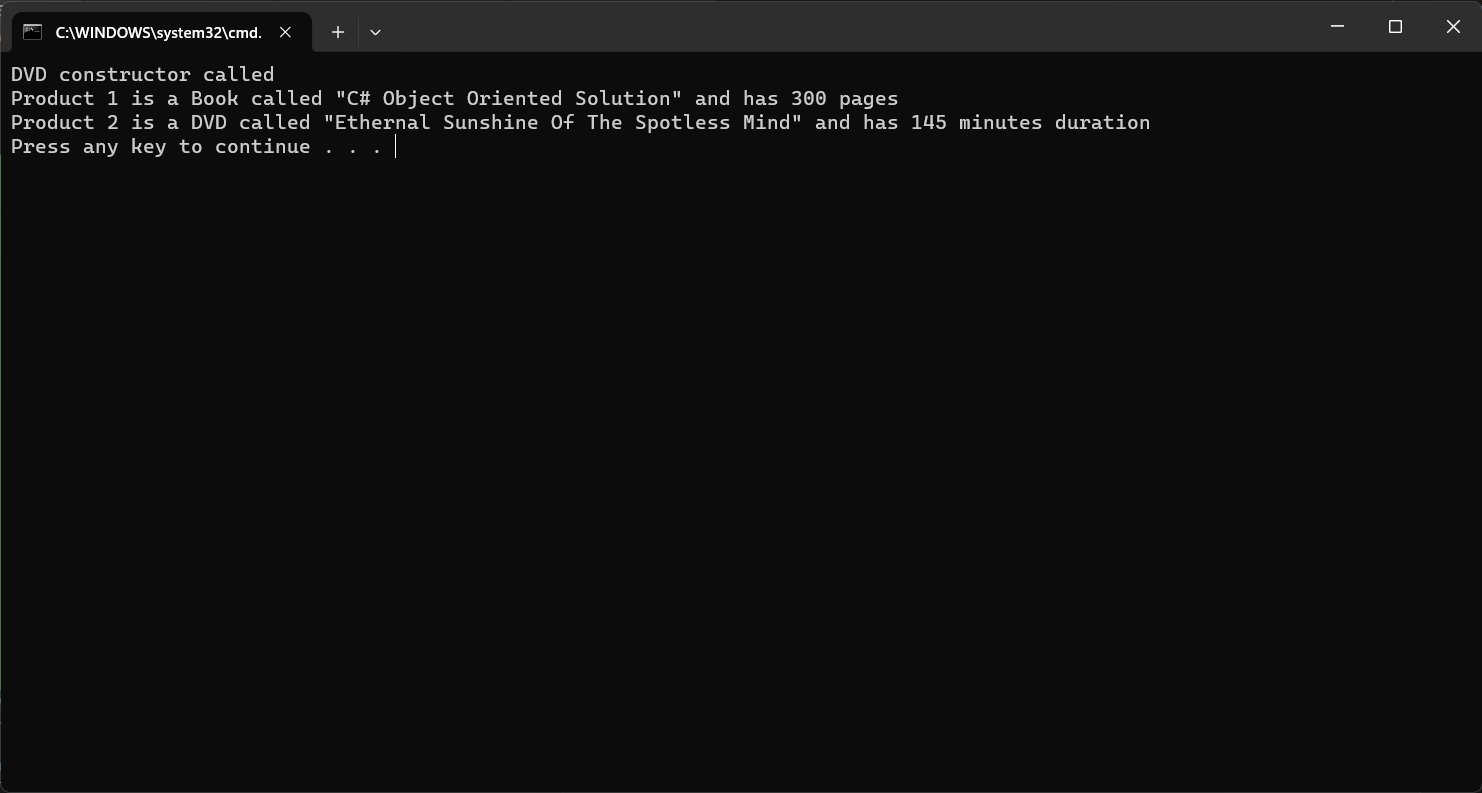 C:\WINDOWS\system32\cmd.
DVD constructor called
Product 1 is a Book called "C# Object Oriented Solution" and has 300 pages
Product 2 is a DVD called "Ethernal Sunshine Of The Spotless Mind" and has 145 minutes duration
Press any key to continue . . .